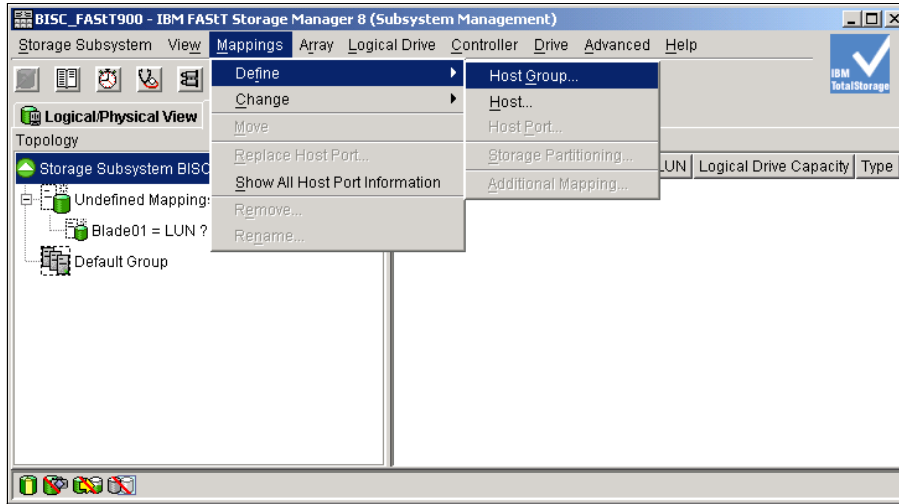 BISC_FAStT900 - IBM FAStT Storage Manager 8 (Subsystem Management)
Storage Subsystem View Mappings Array Logical Drive Controller Drive Advanced Help
IBM
TotalStorage
Define
Change
Move
Replace Host Port...
Show All Host Port Information
Remove...
Rename...
Host Group...
Host...
Host Port...
Storage Partitioning...
Additional Mapping...
Logical/Physical View
Topology
LUN Logical Drive Capacity Type
Storage Subsystem BISC
Undefined Mapping
Blade01 = LUN ?
Default Group